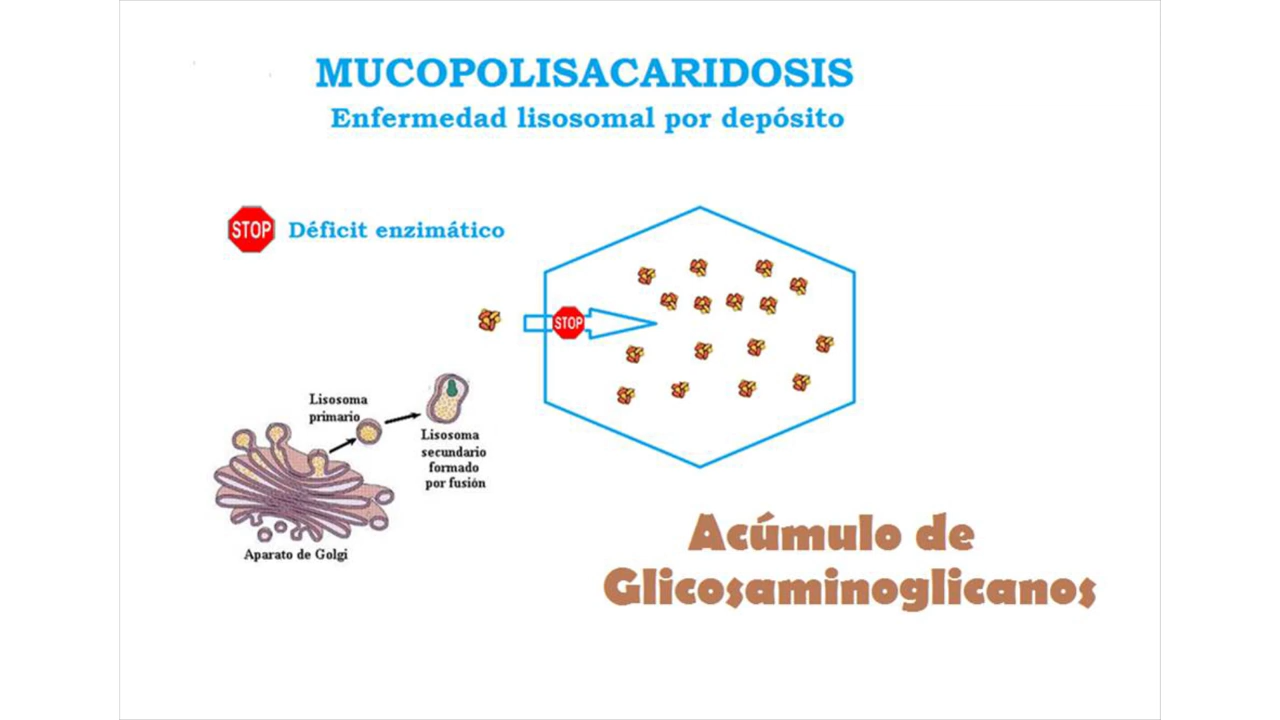 MUCOPOLISACARIDOSIS
Enfermedad lisosomal por depósito
STOP
Déficit enzimático
STOP
Lisosoma
primario
Lisosoma
secundario
formado
por fusión
Aparato de Golgi
Acúmulo de
Glicosaminoglicanos